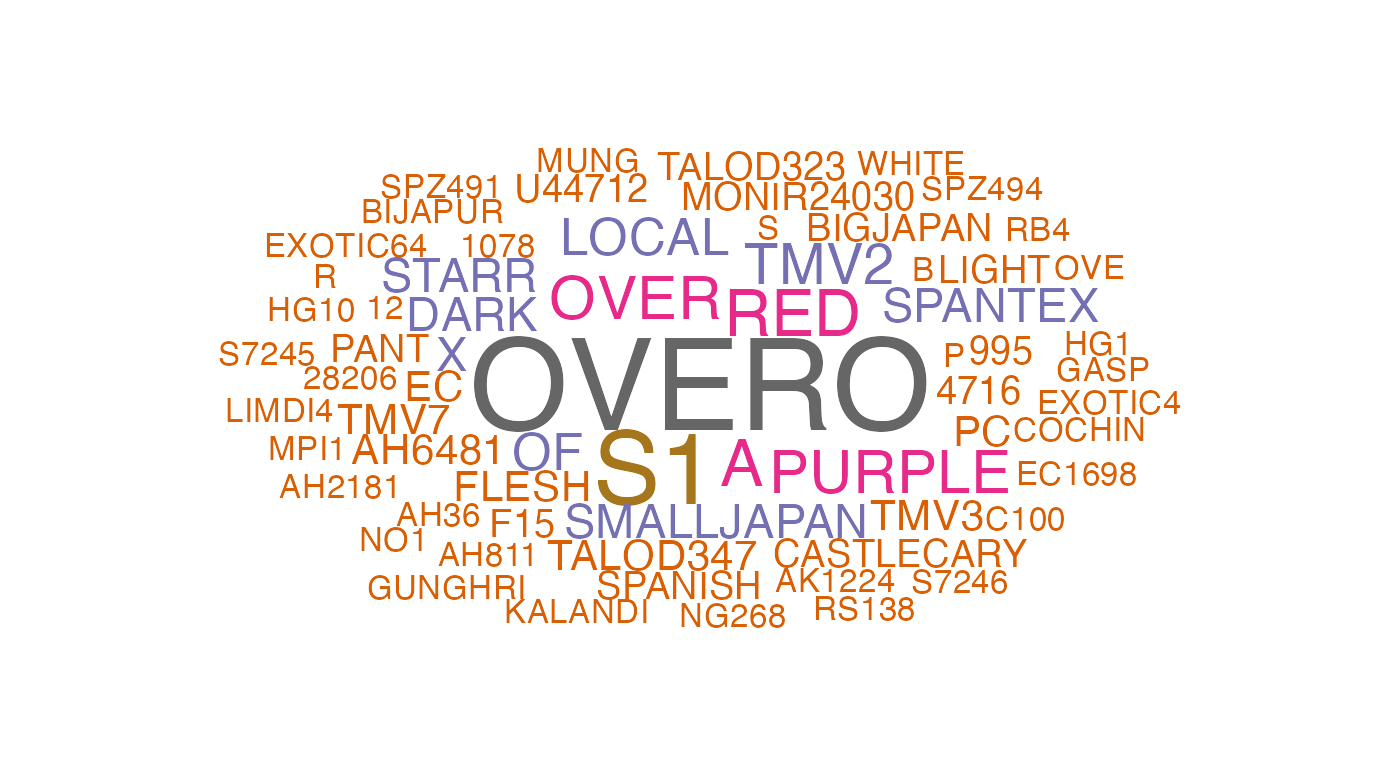 MUNG TALOD323 WHITE
SPZ491 U44712 MONIR24030 SPZ494
BIJAPUR LOCAL S BIGJAPAN RB4
EXOTIC64 1078 TMV2 B LIGHT OVE
R STARR OVER RED SPANTEX
HG10 12 DARK
S7245 PANT X OVERO P 995 HG1
28206 EC 4716 GASP
LIMDI4 TMV7 EXOTIC4
MPI1 AH6481 OF S1 A PURPLE PC COCHIN
AH2181 FLESH EC1698
AH36 F15 SMALLJAPAN TMV3 C100
NO1 AH811 TALOD347 CASTLECARY
GUNGHRI SPANISH AK1224 S7246
KALANDI NG268 RS138